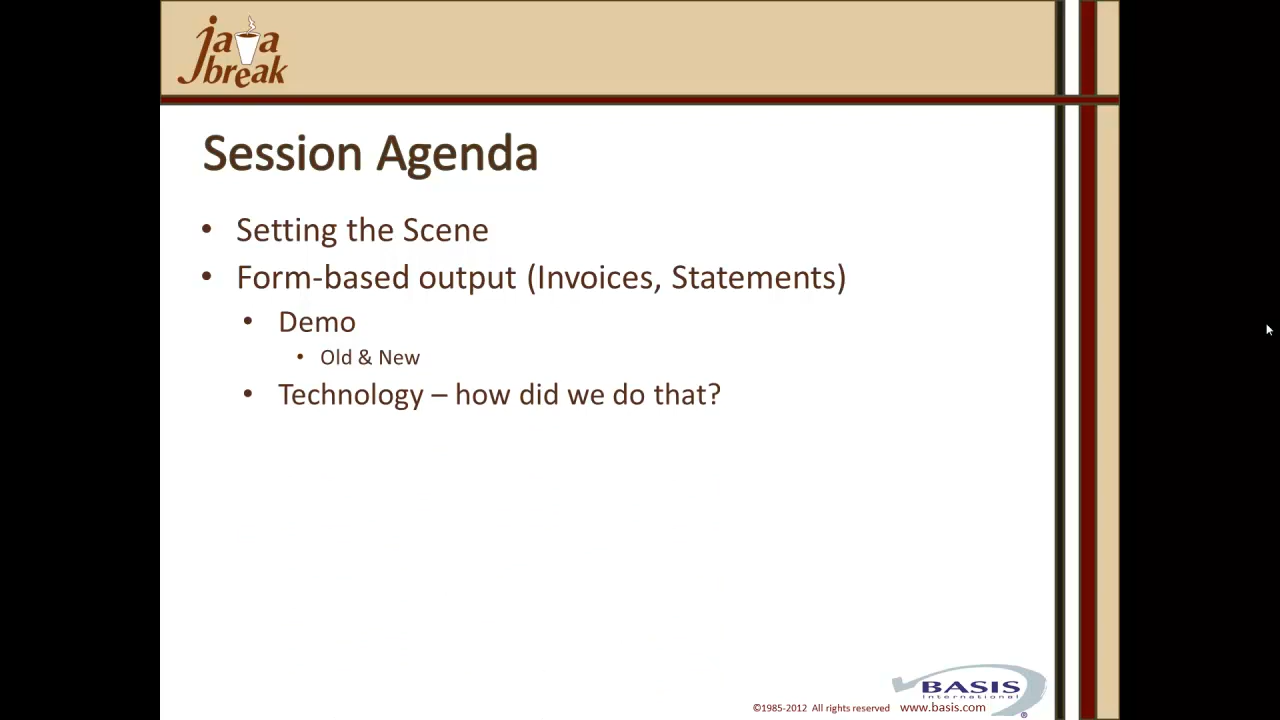 java
break
Session Agenda
• Setting the Scene
• Form-based output (Invoices, Statements)
• Demo
• Old & New
• Technology – how did we do that?
BASIS
International
®
©1985-2012 All rights reserved www.basis.com